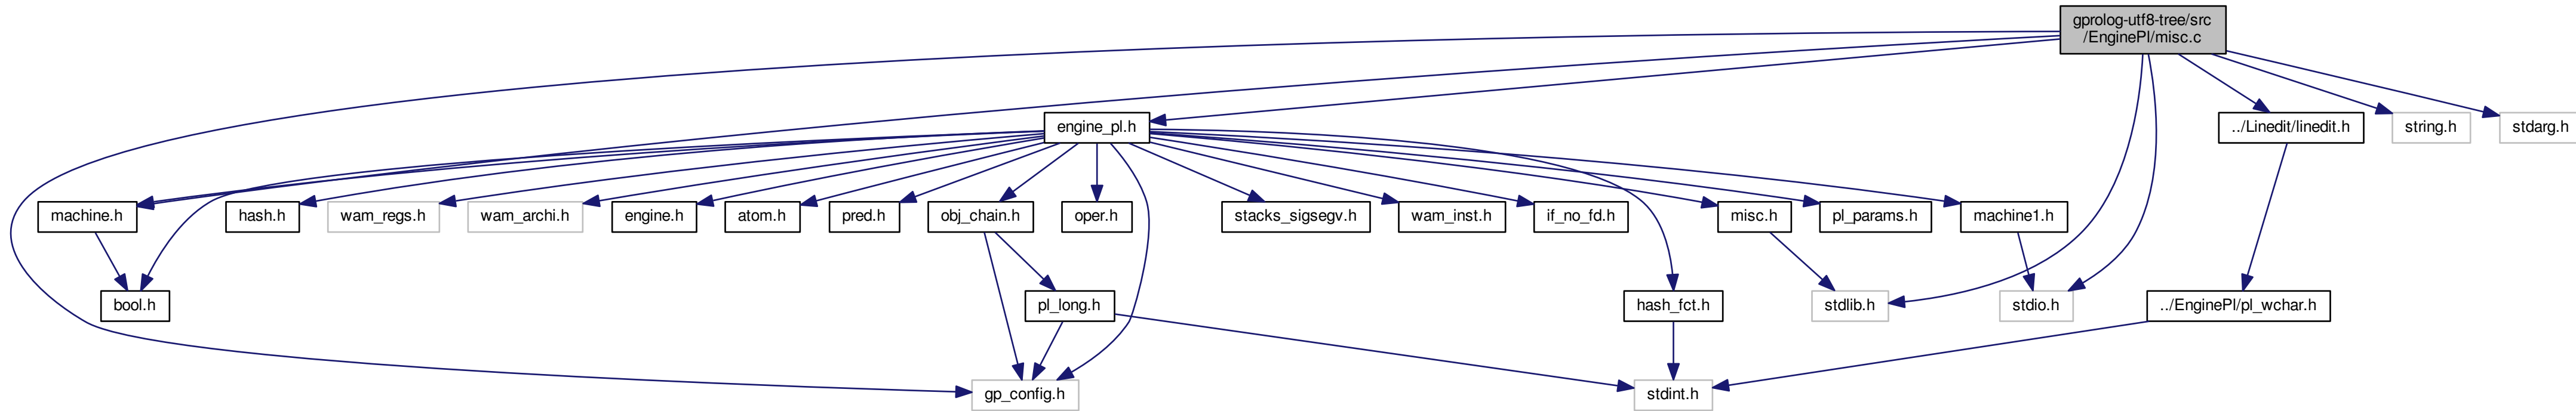 gprolog-utf8-tree/src
/EnginePl/misc.c
engine_pl.h
../Linedit/linedit.h
string.h
stdarg.h
machine.h
hash.h
wam_regs.h
wam_archi.h
engine.h
atom.h
pred.h
obj_chain.h
oper.h
stacks_sigsegv.h
wam_inst.h
if_no_fd.h
misc.h
pl_params.h
machine1.h
bool.h
pl_long.h
hash_fct.h
stdlib.h
stdio.h
../EnginePl/pl_wchar.h
gp_config.h
stdint.h